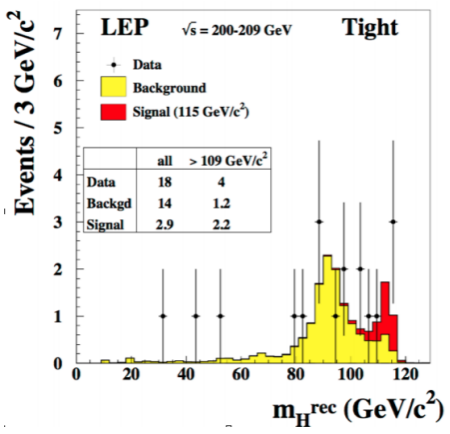 LEP √s = 200-209 GeV Tight
Data
Background
Signal (115 GeV/c²)
all > 109 GeV/c²
Data 18 4
Backgd 14 1.2
Signal 2.9 2.2
Events / 3 GeV/c²
7
6
5
4
3
2
1
0
0 20 40 60 80 100 120
mHrec (GeV/c²)